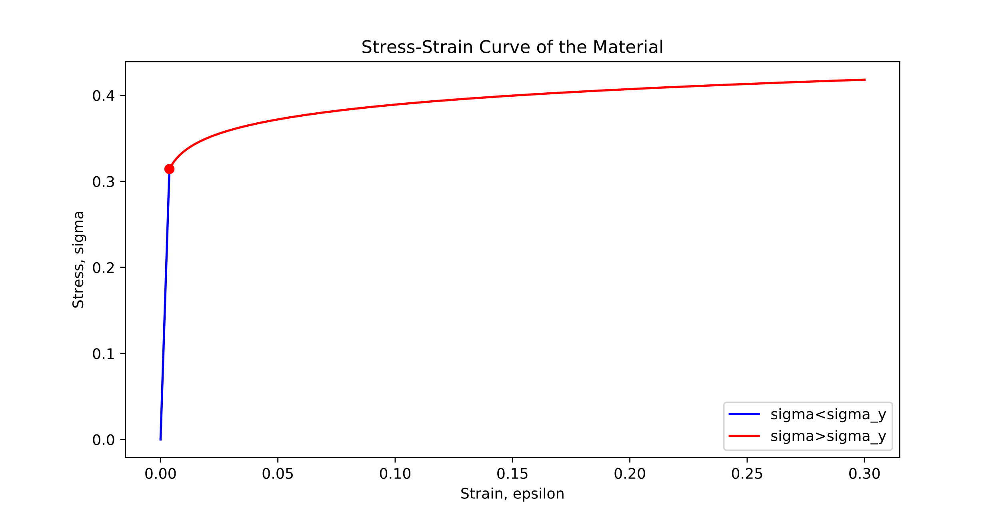 Stress-Strain Curve of the Material
0.4
0.3
0.2
0.1
0.0
Stress, sigma
sigma<sigma_y
sigma>sigma_y
0.00 0.05 0.10 0.15 0.20 0.25 0.30
Strain, epsilon